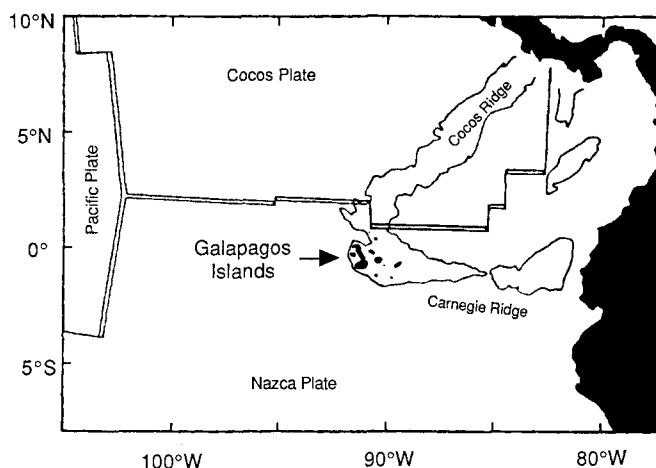 10°N
Cocos Plate
Cocos Ridge
5°N
Pacific Plate
0°
Galapagos
Islands
Carnegie Ridge
5°S
Nazca Plate
100°W
90°W
80°W